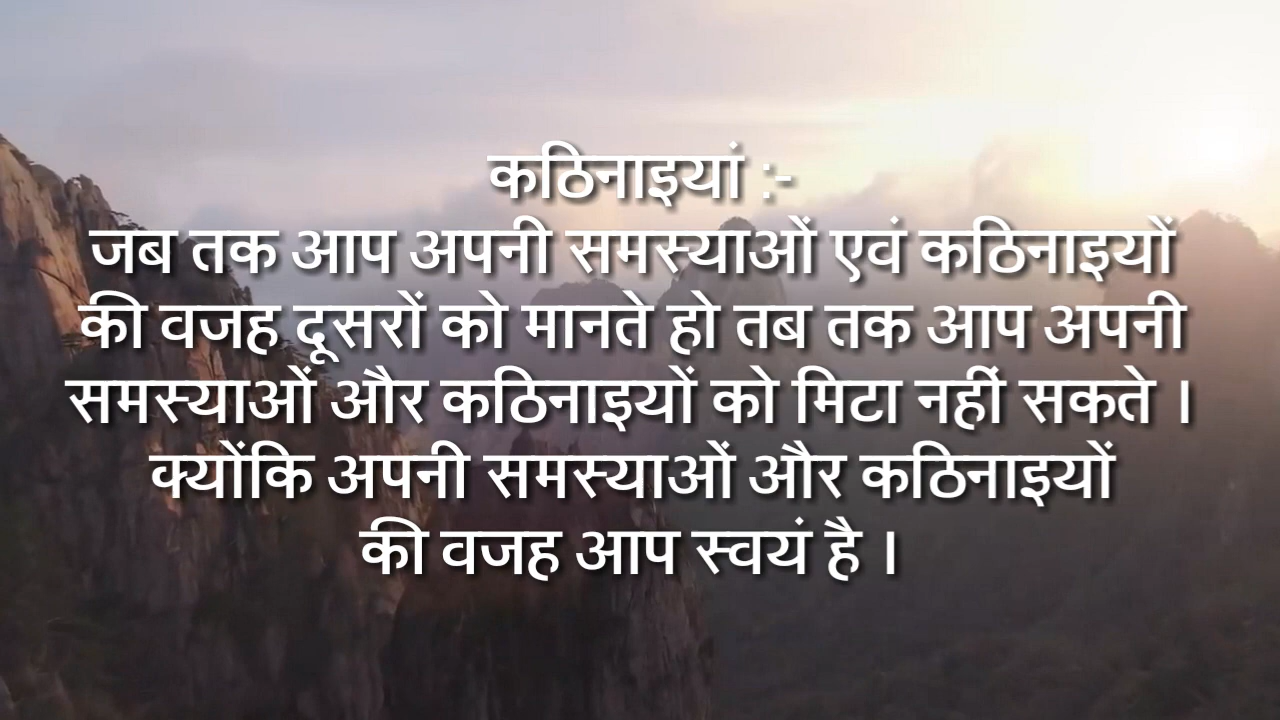 कठिनाइयां :-
जब तक आप अपनी समस्याओं एवं कठिनाइयों
की वजह दूसरों को मानते हो तब तक आप अपनी
समस्याओं और कठिनाइयों को मिटा नहीं सकते ।
क्योंकि अपनी समस्याओं और कठिनाइयों
की वजह आप स्वयं है ।